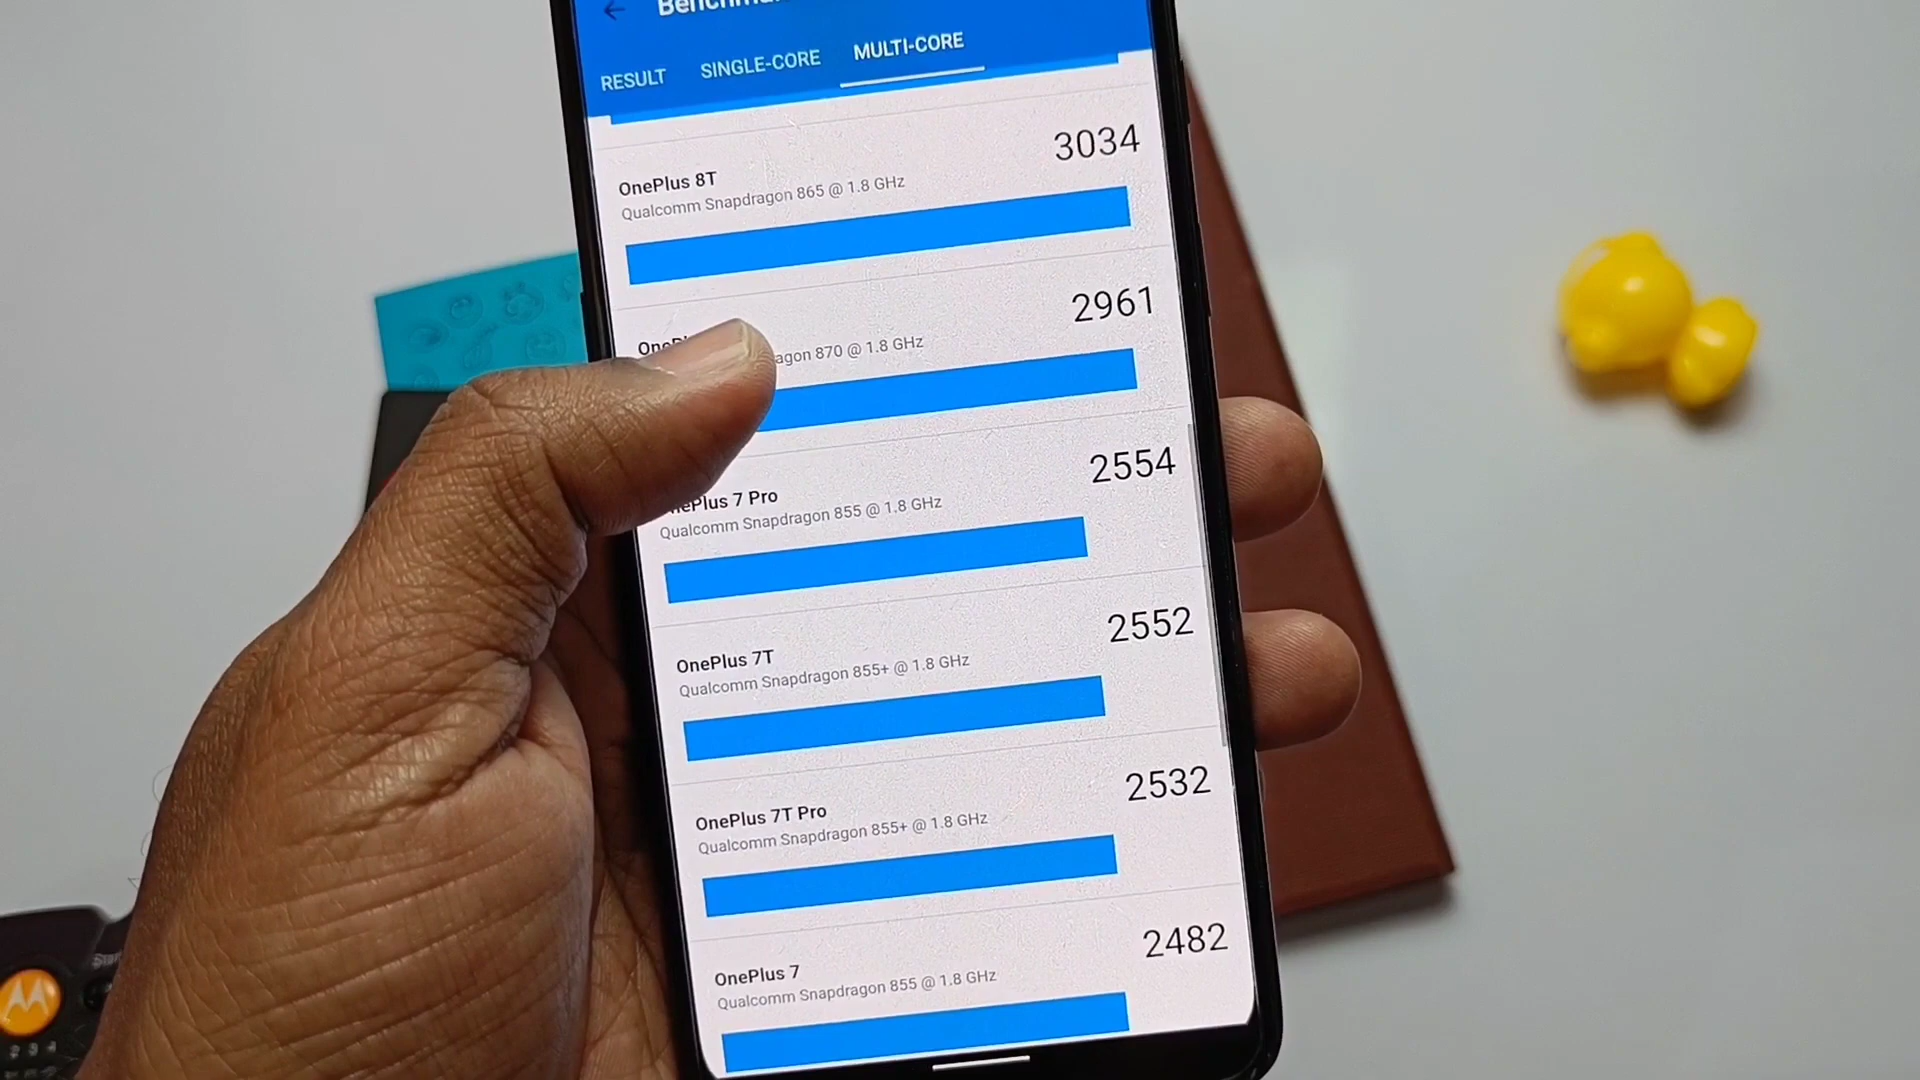 RESULT SINGLE-CORE MULTI-CORE
3034
OnePlus 8T
Qualcomm Snapdragon 865 @ 1.8 GHz
2961
870 @ 1.8 GHz
2554
7 Pro
Qualcomm Snapdragon 855 @ 1.8 GHz
2552
OnePlus 7T
Qualcomm Snapdragon 855+ @ 1.8 GHz
2532
OnePlus 7T Pro
Qualcomm Snapdragon 855+ @ 1.8 GHz
2482
OnePlus 7
Qualcomm Snapdragon 855 @ 1.8 GHz